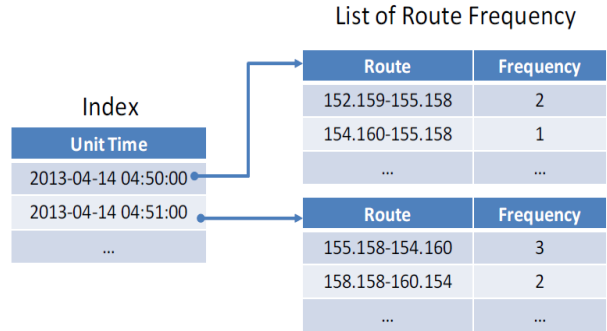 List of Route Frequency
Route Frequency
152.159-155.158 2
154.160-155.158 1
... ...
Index
Unit Time
2013-04-14 04:50:00
2013-04-14 04:51:00
...
Route Frequency
155.158-154.160 3
158.158-160.154 2
... ...